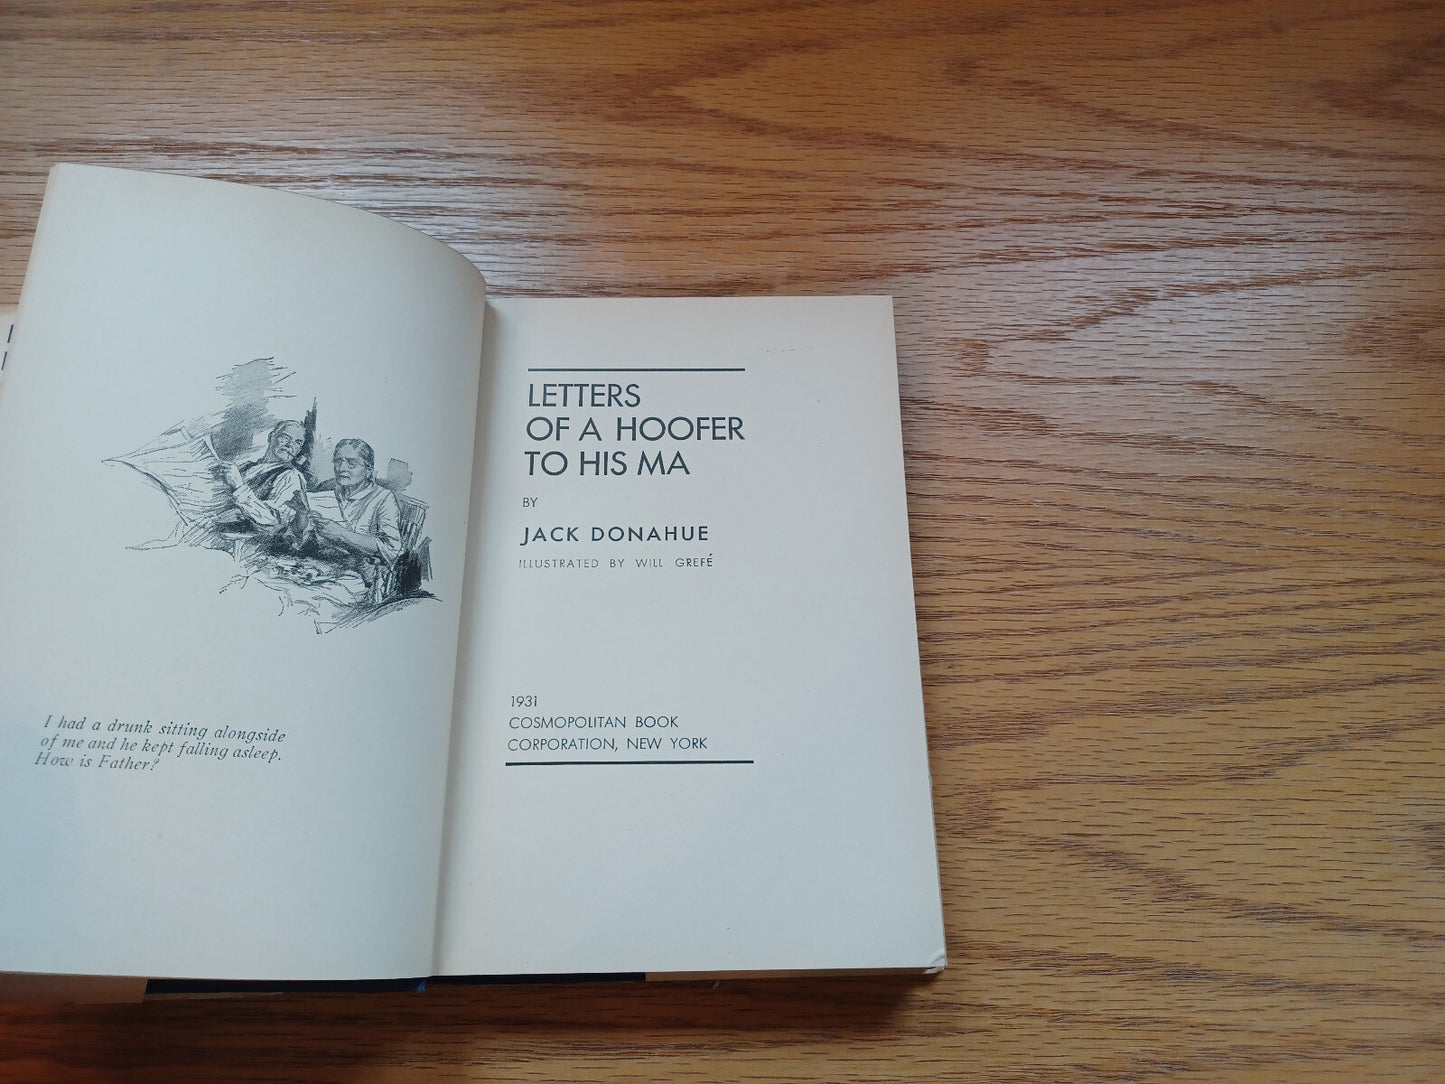 I had a drunk sitting alongside
of me and he kept falling asleep.
How is Father?
LETTERS
OF A HOOFER
TO HIS MA
BY
JACK DONAHUE
ILLUSTRATED BY WILL GREFÉ
1931
COSMOPOLITAN BOOK
CORPORATION, NEW YORK